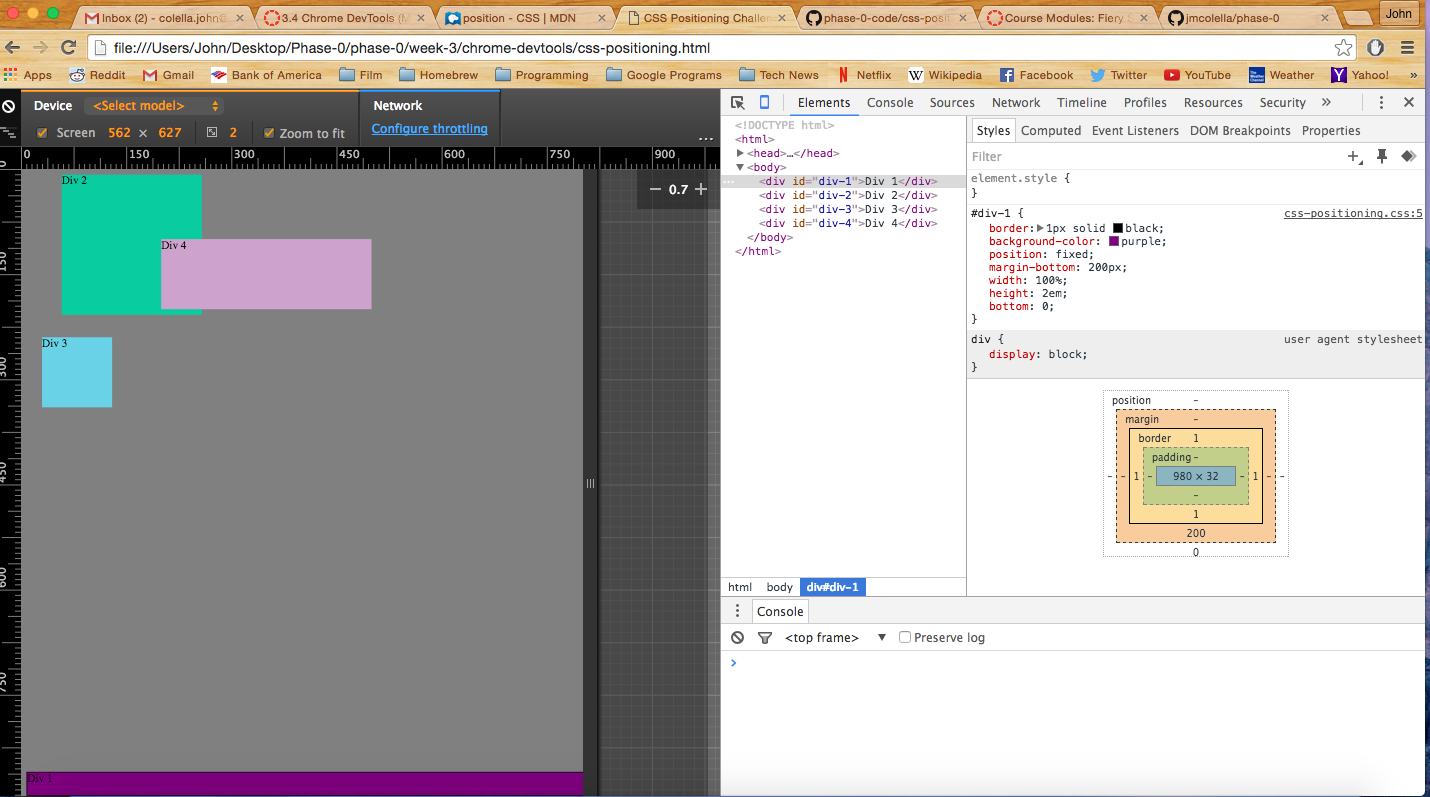 Inbox (2) - colella.john@ 3.4 Chrome DevTools (M position - CSS | MDN CSS Positioning Challen phase-0-code/css-posit Course Modules: Fiery S jmcolella/phase-0 John
file:///Users/John/Desktop/Phase-0/phase-0/week-3/chrome-devtools/css-positioning.html
Apps Reddit Gmail Bank of America Film Homebrew Programming Google Programs Tech News Netflix Wikipedia Facebook Twitter YouTube Weather Yahoo! »
Device <Select model> Network
Screen 562 × 627 2 Zoom to fit Configure throttling ...
0 150 300 450 600 750 900
0 150 300 450 600 750
− 0.7 +
Div 2
Div 4
Div 3
Div 1
Elements Console Sources Network Timeline Profiles Resources Security »
<!DOCTYPE html>
<html>
<head>…</head>
<body>
<div id="div-1">Div 1</div>
<div id="div-2">Div 2</div>
<div id="div-3">Div 3</div>
<div id="div-4">Div 4</div>
</body>
</html>
html body div#div-1
Styles Computed Event Listeners DOM Breakpoints Properties
Filter
element.style {
}
#div-1 { css-positioning.css:5
border: 1px solid black;
background-color: purple;
position: fixed;
margin-bottom: 200px;
width: 100%;
height: 2em;
bottom: 0;
}
div { user agent stylesheet
display: block;
}
position -
margin -
border 1
padding -
- - 1 - 980 × 32 - 1 - -
-
1
200
0
Console
<top frame> ▼ Preserve log
>